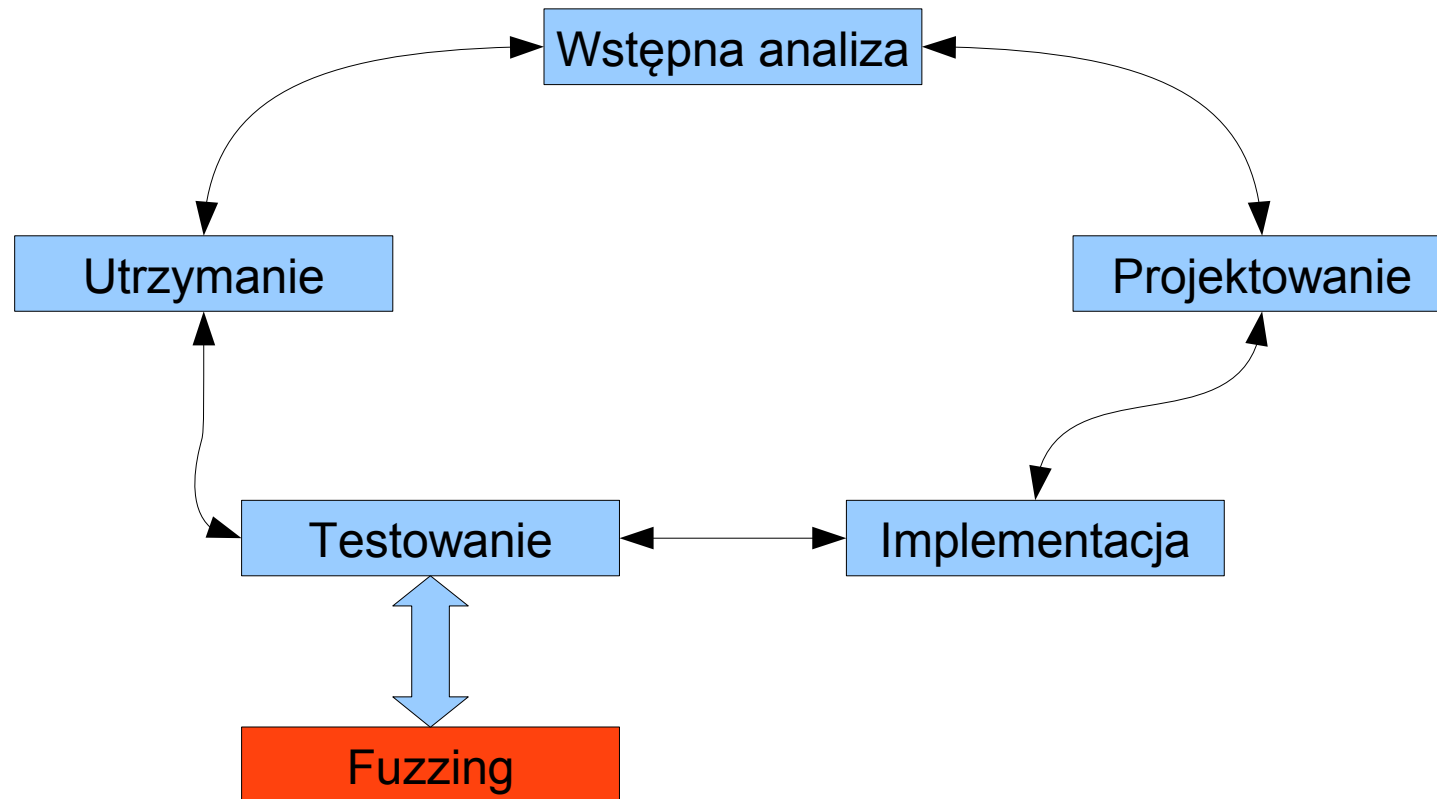 Wstępna analiza
Utrzymanie
Projektowanie
Testowanie
Implementacja
Fuzzing